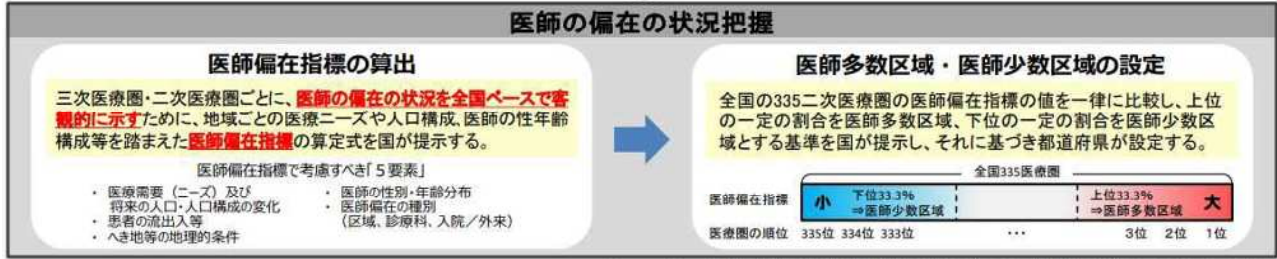 医師の偏在の状況把握
医師偏在指標の算出
三次医療圏・二次医療圏ごとに、医師の偏在の状況を全国ベースで客
観的に示すために、地域ごとの医療ニーズや人口構成、医師の性年齢
構成等を踏まえた医師偏在指標の算定式を国が提示する。
医師偏在指標で考慮すべき「5要素」
・ 医療需要(ニーズ)及び
将来の人口・人口構成の変化
・ 患者の流出入等
・ へき地等の地理的条件
・ 医師の性別・年齢分布
・ 医師偏在の種別
(区域、診療科、入院/外来)
医師多数区域・医師少数区域の設定
全国の335二次医療圏の医師偏在指標の値を一律に比較し、上位
の一定の割合を医師多数区域、下位の一定の割合を医師少数区
域とする基準を国が提示し、それに基づき都道府県が設定する。
全国335医療圏
医師偏在指標 小 下位33.3% 上位33.3% 大
⇒医師少数区域 ⇒医師多数区域
医療圏の順位 335位 334位 333位 ・・・ 3位 2位 1位